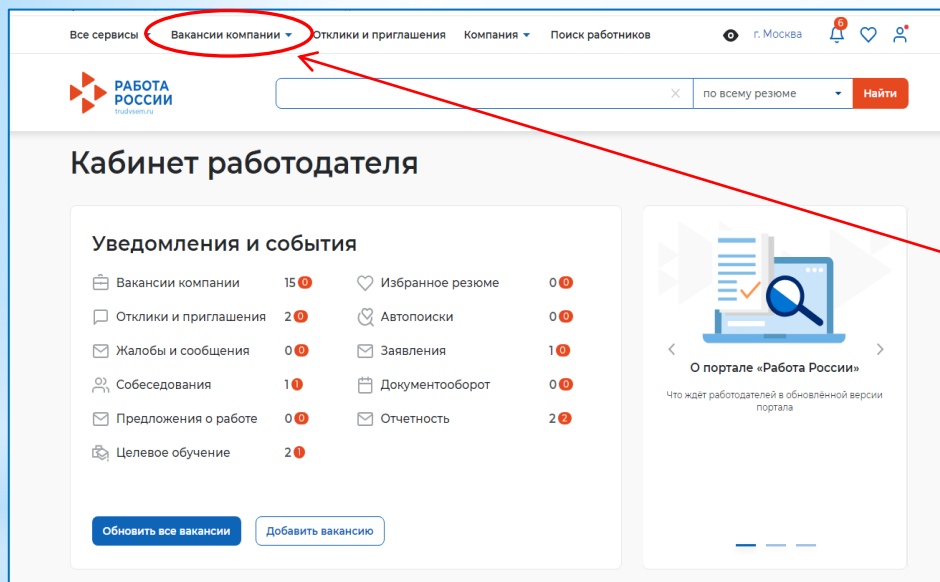 Все сервисы Вакансии компании Отклики и приглашения Компания Поиск работников г. Москва 6
РАБОТА
РОССИИ
trudvsem.ru
по всему резюме Найти
Кабинет работодателя
Уведомления и события
Вакансии компании 15 0 Избранное резюме 0 0
Отклики и приглашения 2 0 Автопоиски 0 0
Жалобы и сообщения 0 0 Заявления 1 0
Собеседования 1 1 Документооборот 0 0
Предложения о работе 0 0 Отчетность 2 2
Целевое обучение 2 1
Обновить все вакансии Добавить вакансию
О портале «Работа России»
Что ждёт работодателей в обновлённой версии
портала